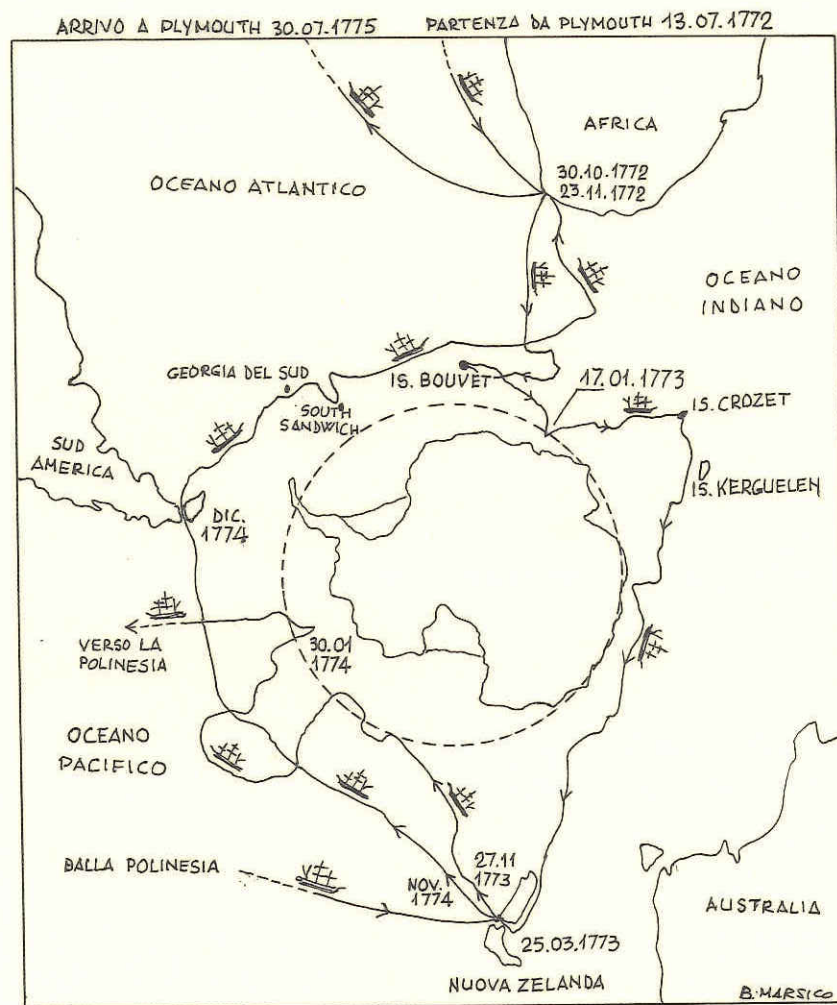 ARRIVO A PLYMOUTH 30.07.1775
PARTENZA DA PLYMOUTH 13.07.1772
AFRICA
OCEANO ATLANTICO
30.10.1772
23.11.1772
OCEANO
INDIANO
GEORGIA DEL SUD
SOUTH
SANDWICH
IS. BOUVET
17.01.1773
IS. CROZET
IS. KERGUELEN
SUD
AMERICA
DIC.
1774
VERSO LA
POLINESIA
30.01
1774
OCEANO
PACIFICO
DALLA POLINESIA
NOV.
1774
27.11
1773
25.03.1773
NUOVA ZELANDA
AUSTRALIA
B. MARSICO